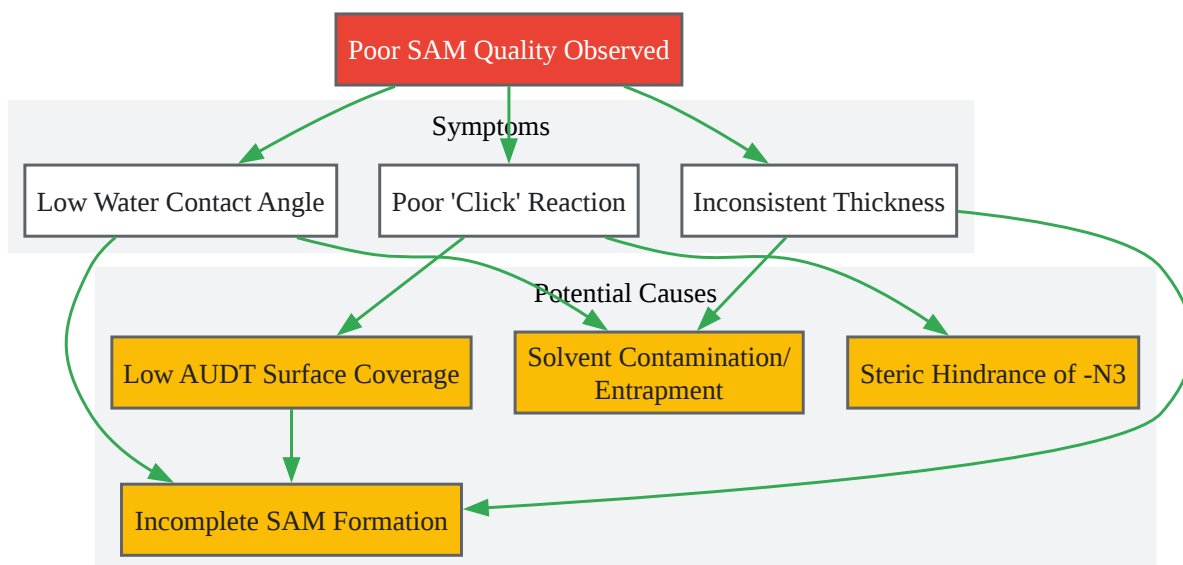 Poor SAM Quality Observed
Symptoms
Low Water Contact Angle
Poor 'Click' Reaction
Inconsistent Thickness
Potential Causes
Low AUDT Surface Coverage
Solvent Contamination/
Entrapment
Steric Hindrance of -N3
Incomplete SAM Formation